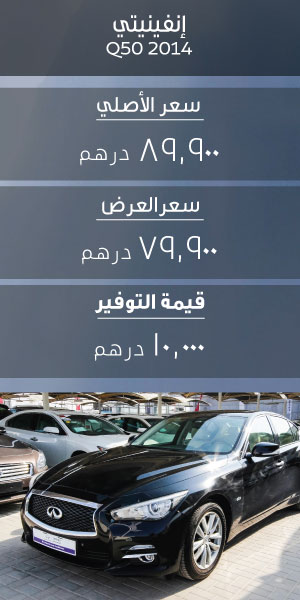 إنفينيتي
Q50 2014
سعر الأصلي
٨٩,٩٠٠ درهم
سعرالعرض
٧٩,٩٠٠ درهم
قيمة التوفير
١٠,٠٠٠ درهم